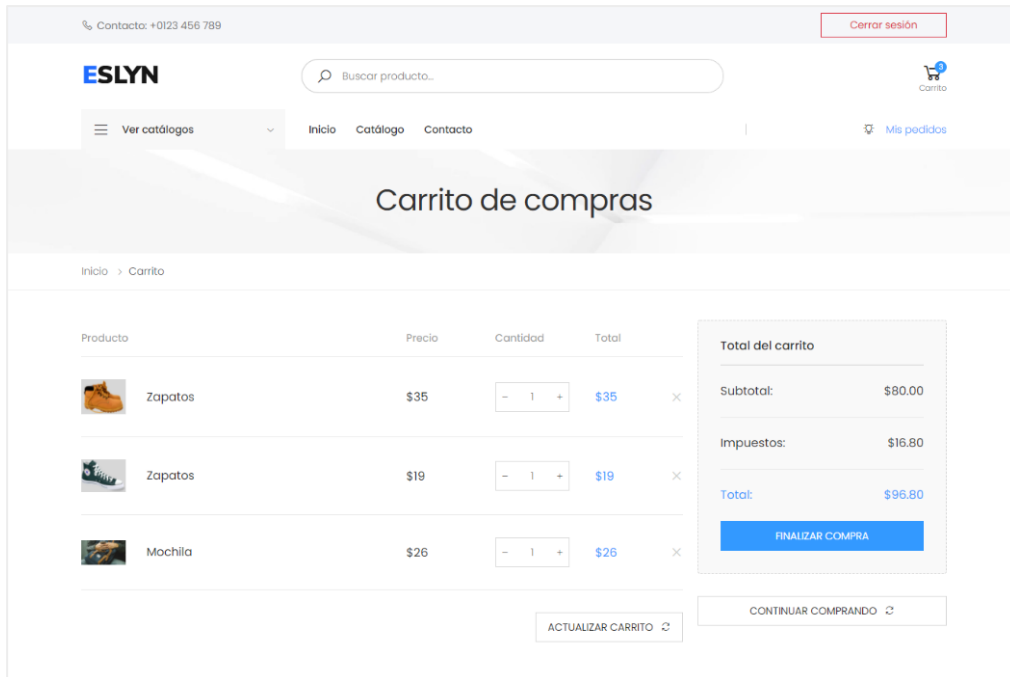 Contacto: +0123 456 789
Cerrar sesión
ESLYN
Buscar producto...
3
Carrito
Ver catálogos
Inicio Catálogo Contacto
Mis pedidos
Carrito de compras
Inicio > Carrito
Producto Precio Cantidad Total
Zapatos $35 - 1 + $35 ×
Zapatos $19 - 1 + $19 ×
Mochila $26 - 1 + $26 ×
ACTUALIZAR CARRITO
Total del carrito
Subtotal: $80.00
Impuestos: $16.80
Total: $96.80
FINALIZAR COMPRA
CONTINUAR COMPRANDO